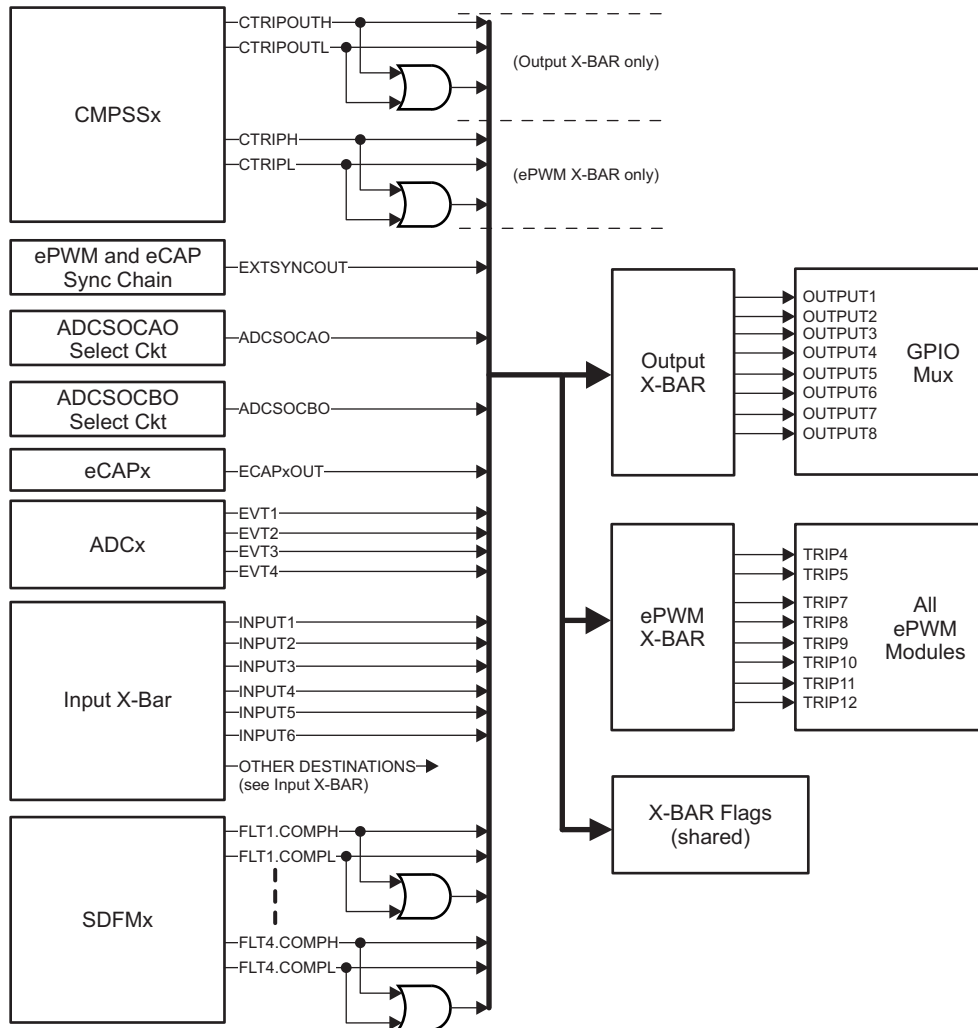 CTRIPOUTH
CTRIPOUTL
(Output X-BAR only)
CMPSSx
CTRIPH
CTRIPL
(ePWM X-BAR only)
ePWM and eCAP
Sync Chain
EXTSYNCOUT
ADCSOCAO
Select Ckt
ADCSOCAO
ADCSOCBO
Select Ckt
ADCSOCBO
eCAPx
ECAPxOUT
ADCx
EVT1
EVT2
EVT3
EVT4
Input X-Bar
INPUT1
INPUT2
INPUT3
INPUT4
INPUT5
INPUT6
OTHER DESTINATIONS
(see Input X-BAR)
SDFMx
FLT1.COMPH
FLT1.COMPL
FLT4.COMPH
FLT4.COMPL
Output
X-BAR
OUTPUT1
OUTPUT2
OUTPUT3
OUTPUT4
OUTPUT5
OUTPUT6
OUTPUT7
OUTPUT8
GPIO
Mux
ePWM
X-BAR
TRIP4
TRIP5
TRIP7
TRIP8
TRIP9
TRIP10
TRIP11
TRIP12
All
ePWM
Modules
X-BAR Flags
(shared)